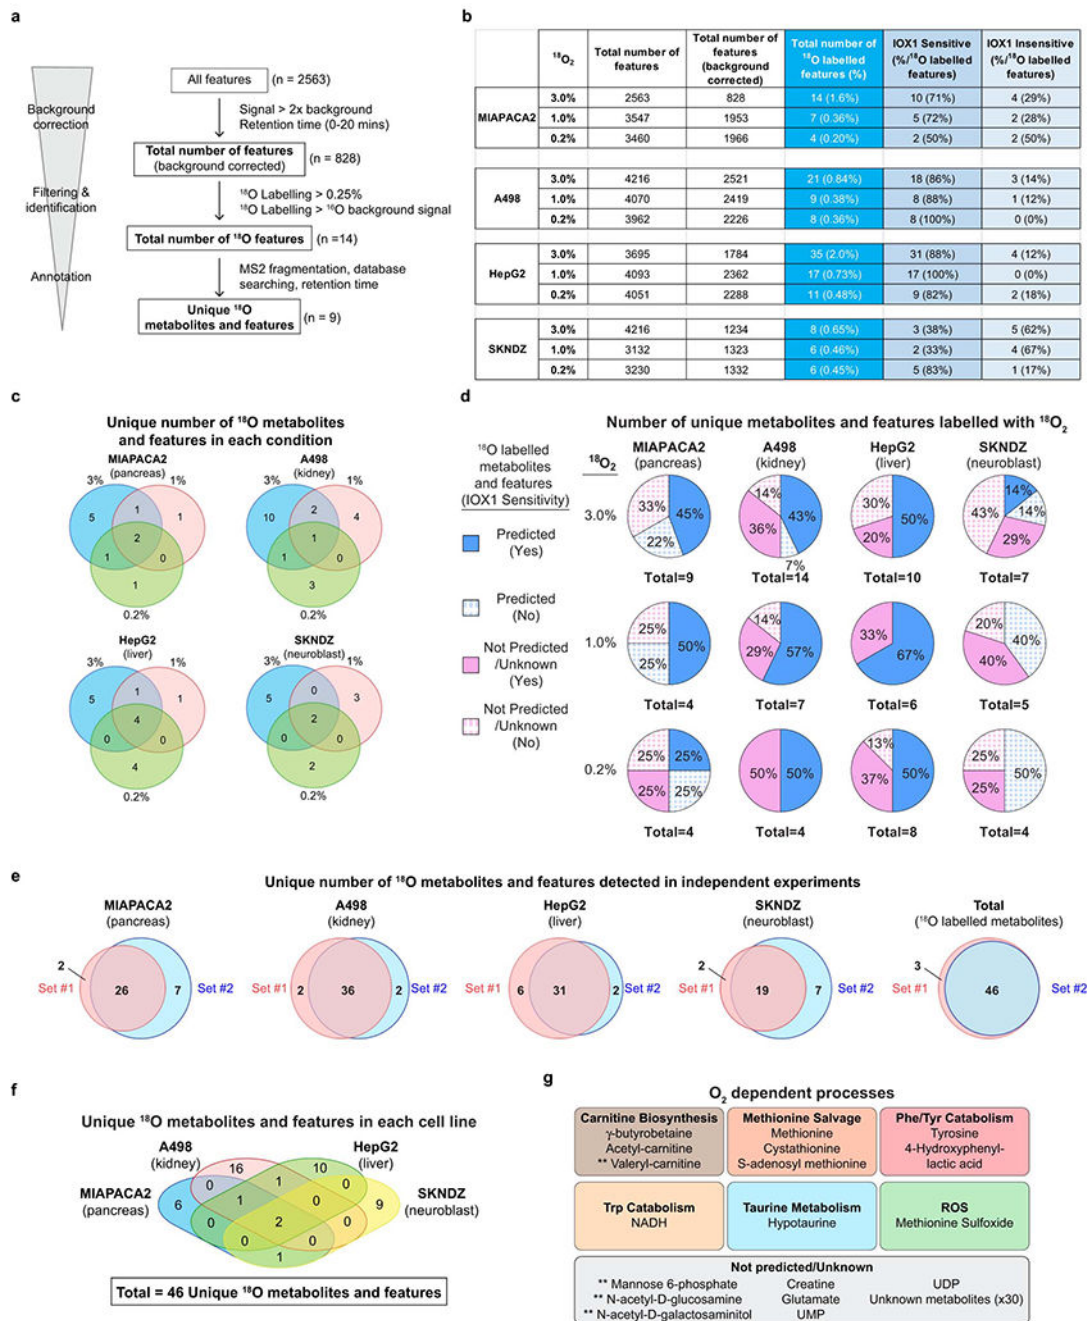 a
Background
correction
Filtering &
identification
Annotation
All features (n = 2563)
Signal > 2x background
Retention time (0-20 mins)
Total number of features
(background corrected) (n = 828)
¹⁸O Labelling > 0.25%
¹⁸O Labelling > ¹⁶O background signal
Total number of ¹⁸O features (n =14)
MS2 fragmentation, database
searching, retention time
Unique ¹⁸O
metabolites and features (n = 9)
b
¹⁸O₂ | Total number of features | Total number of features (background corrected) | Total number of ¹⁸O labelled features (%) | IOX1 Sensitive (%/¹⁸O labelled features) | IOX1 Insensitive (%/¹⁸O labelled features)
MIAPACA2
3.0% 2563 828 14 (1.6%) 10 (71%) 4 (29%)
1.0% 3547 1953 7 (0.36%) 5 (72%) 2 (28%)
0.2% 3460 1966 4 (0.20%) 2 (50%) 2 (50%)
A498
3.0% 4216 2521 21 (0.84%) 18 (86%) 3 (14%)
1.0% 4070 2419 9 (0.38%) 8 (88%) 1 (12%)
0.2% 3962 2226 8 (0.36%) 8 (100%) 0 (0%)
HepG2
3.0% 3695 1784 35 (2.0%) 31 (88%) 4 (12%)
1.0% 4093 2362 17 (0.73%) 17 (100%) 0 (0%)
0.2% 4051 2288 11 (0.48%) 9 (82%) 2 (18%)
SKNDZ
3.0% 4216 1234 8 (0.65%) 3 (38%) 5 (62%)
1.0% 3132 1323 6 (0.46%) 2 (33%) 4 (67%)
0.2% 3230 1332 6 (0.45%) 5 (83%) 1 (17%)
c
Unique number of ¹⁸O metabolites
and features in each condition
MIAPACA2
(pancreas)
3% 1%
5 1 1
2
1 0
1
0.2%
A498
(kidney)
3% 1%
10 2 4
1
1 0
3
0.2%
HepG2
(liver)
3% 1%
5 1 1
4
0 0
4
0.2%
SKNDZ
(neuroblast)
3% 1%
5 0 3
2
0 0
2
0.2%
d
Number of unique metabolites and features labelled with ¹⁸O₂
¹⁸O labelled
metabolites
and features
(IOX1 Sensitivity)
Predicted
(Yes)
Predicted
(No)
Not Predicted
/Unknown
(Yes)
Not Predicted
/Unknown
(No)
¹⁸O₂
MIAPACA2
(pancreas)
A498
(kidney)
HepG2
(liver)
SKNDZ
(neuroblast)
3.0%
33% 45% 22%
14% 43% 36% 7%
30% 50% 20%
14% 14% 43% 29%
Total=9 Total=14 Total=10 Total=7
1.0%
25% 50% 25%
14% 29% 57%
33% 67%
20% 40% 40%
Total=4 Total=7 Total=6 Total=5
0.2%
25% 25% 25% 25%
50% 50%
13% 37% 50%
25% 50% 25%
Total=4 Total=4 Total=8 Total=4
e
Unique number of ¹⁸O metabolites and features detected in independent experiments
MIAPACA2
(pancreas)
2
Set #1 26 7 Set #2
A498
(kidney)
Set #1 2 36 2 Set #2
HepG2
(liver)
Set #1 6 31 2 Set #2
SKNDZ
(neuroblast)
2
Set #1 19 7 Set #2
Total
(¹⁸O labelled metabolites)
3
Set #1 46 Set #2
f
Unique ¹⁸O metabolites and features in each cell line
A498
(kidney)
HepG2
(liver)
MIAPACA2
(pancreas)
SKNDZ
(neuroblast)
16 10
0 1 0
6 1 0 9
0 2 0
0 0
1
Total = 46 Unique ¹⁸O metabolites and features
g
O₂ dependent processes
Carnitine Biosynthesis
γ-butyrobetaine
Acetyl-carnitine
** Valeryl-carnitine
Methionine Salvage
Methionine
Cystathionine
S-adenosyl methionine
Phe/Tyr Catabolism
Tyrosine
4-Hydroxyphenyl-
lactic acid
Trp Catabolism
NADH
Taurine Metabolism
Hypotaurine
ROS
Methionine Sulfoxide
Not predicted/Unknown
** Mannose 6-phosphate Creatine UDP
** N-acetyl-D-glucosamine Glutamate Unknown metabolites (x30)
** N-acetyl-D-galactosaminitol UMP